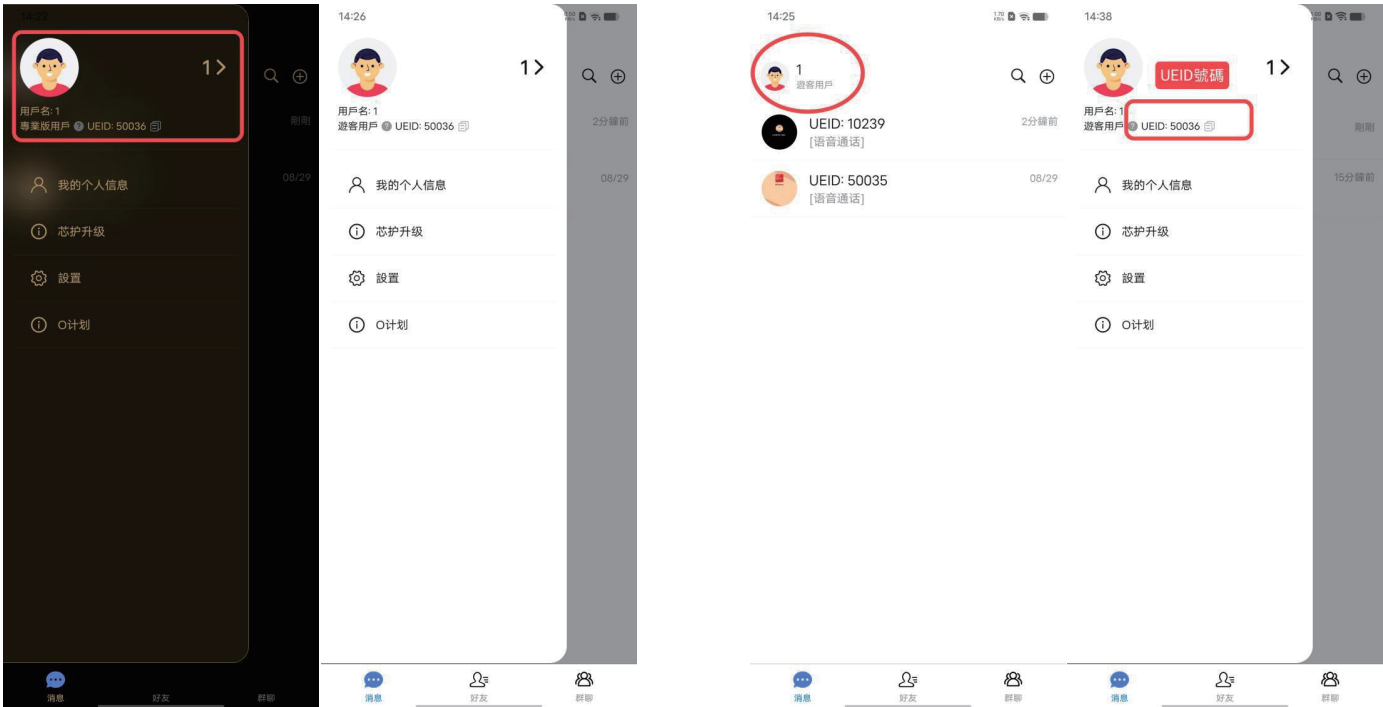 14:23
1
用戶名: 1
專業版用戶 ? UEID: 50036
剛剛
08/29
我的个人信息
芯护升级
設置
O计划
消息
好友
群聊
14:26
1
用戶名: 1
遊客用戶 ? UEID: 50036
2分鐘前
08/29
我的个人信息
芯护升级
設置
O计划
消息
好友
群聊
14:25
1
遊客用戶
UEID: 10239
2分鐘前
[语音通话]
UEID: 50035
08/29
[语音通话]
消息
好友
群聊
14:38
UEID號碼
1
用戶名: 1
遊客用戶 ? UEID: 50036
剛剛
15分鐘前
我的个人信息
芯护升级
設置
O计划
消息
好友
群聊